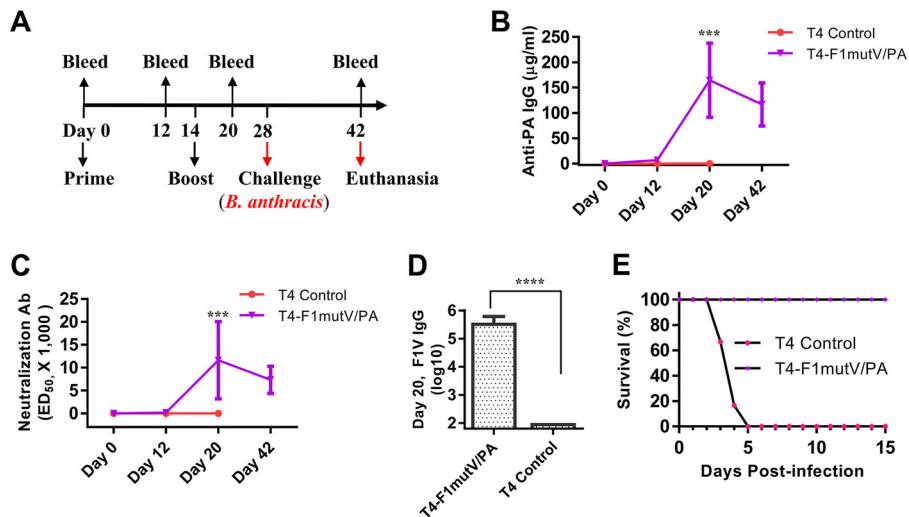 A
Bleed Bleed Bleed Bleed
Day 0 12 14 20 28 42
Prime Boost Challenge Euthanasia
(B. anthracis)
B
T4 Control
T4-F1mutV/PA
Anti-PA IgG (μg/ml)
250
200
150
100
50
0
***
Day 0 Day 12 Day 20 Day 42
C
T4 Control
T4-F1mutV/PA
Neutralization Ab
(ED50, X 1,000)
25
20
15
10
5
0
***
Day 0 Day 12 Day 20 Day 42
D
****
Day 20, F1V IgG
(log10)
6
5
4
3
2
T4-F1mutV/PA T4 Control
E
Survival (%)
100
80
60
40
20
0
T4 Control
T4-F1mutV/PA
0 5 10 15
Days Post-infection